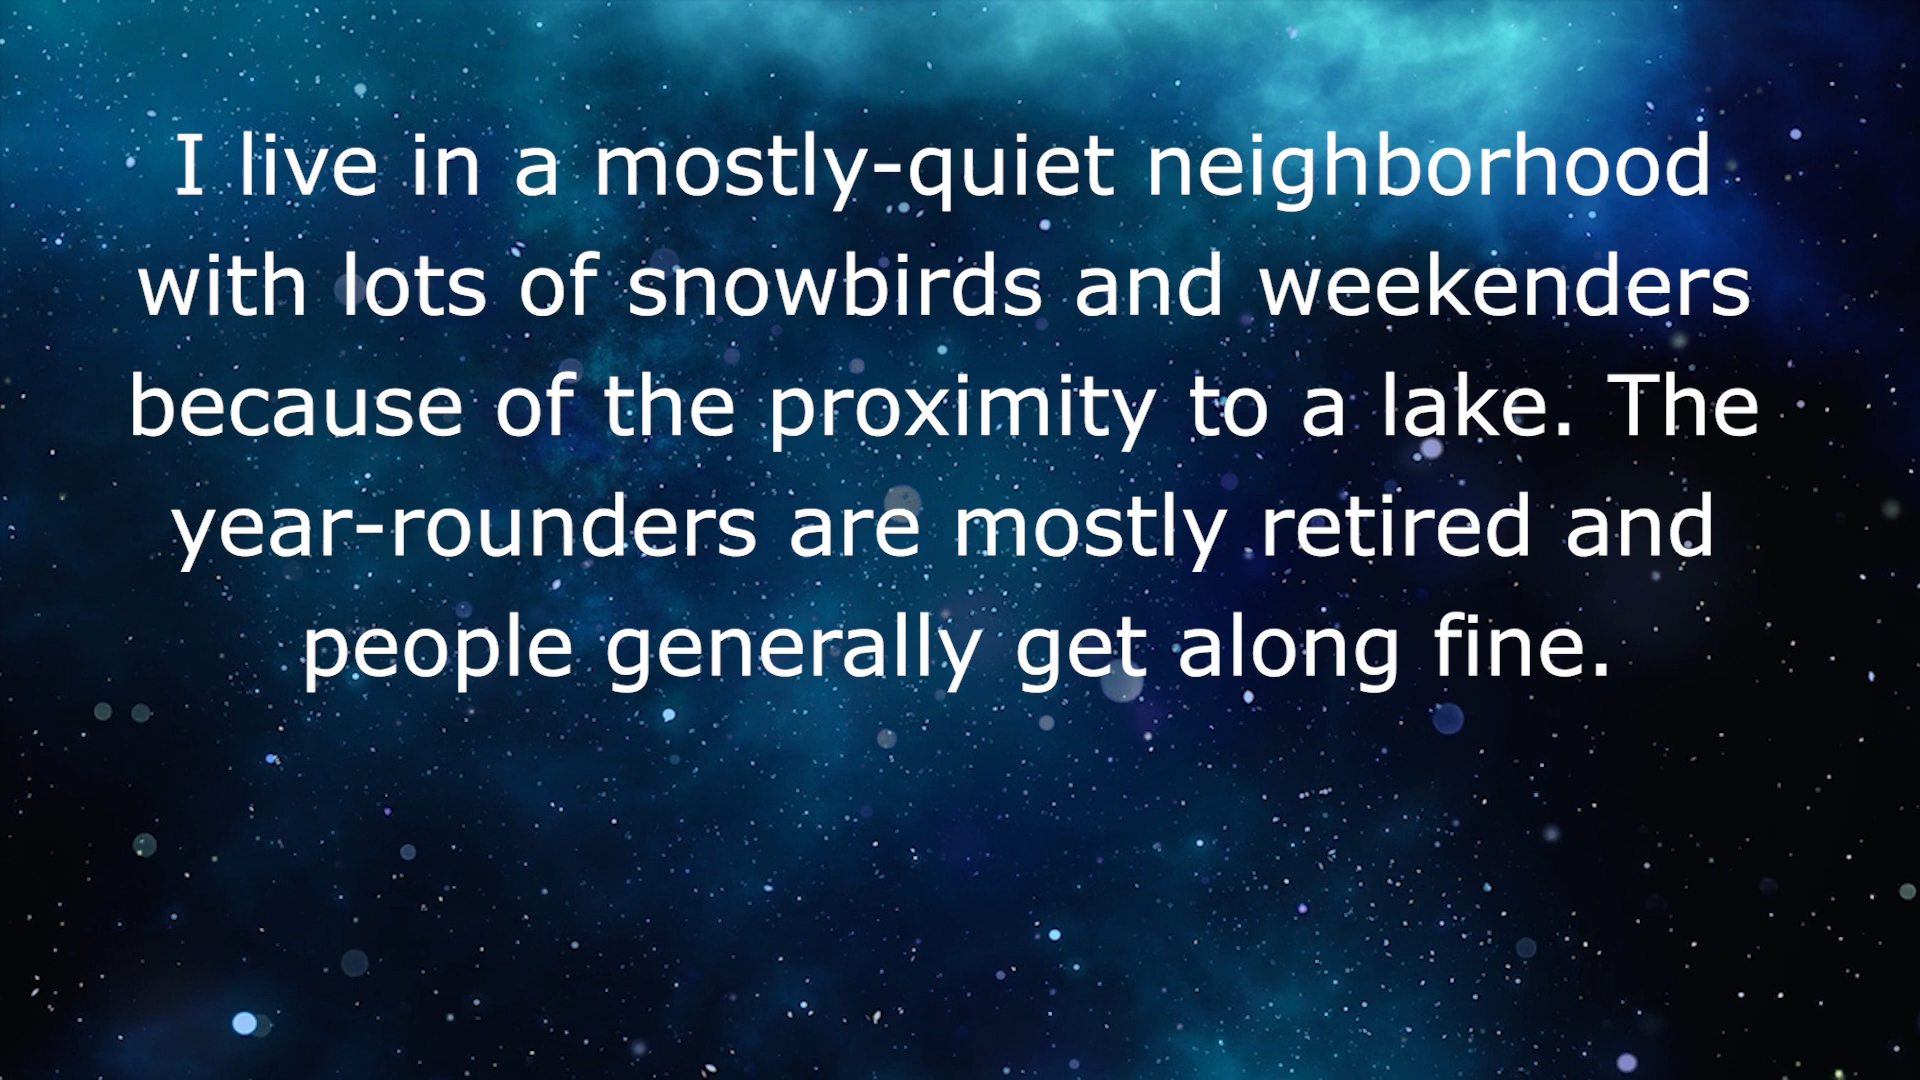 I live in a mostly-quiet neighborhood
with lots of snowbirds and weekenders
because of the proximity to a lake. The
year-rounders are mostly retired and
people generally get along fine.